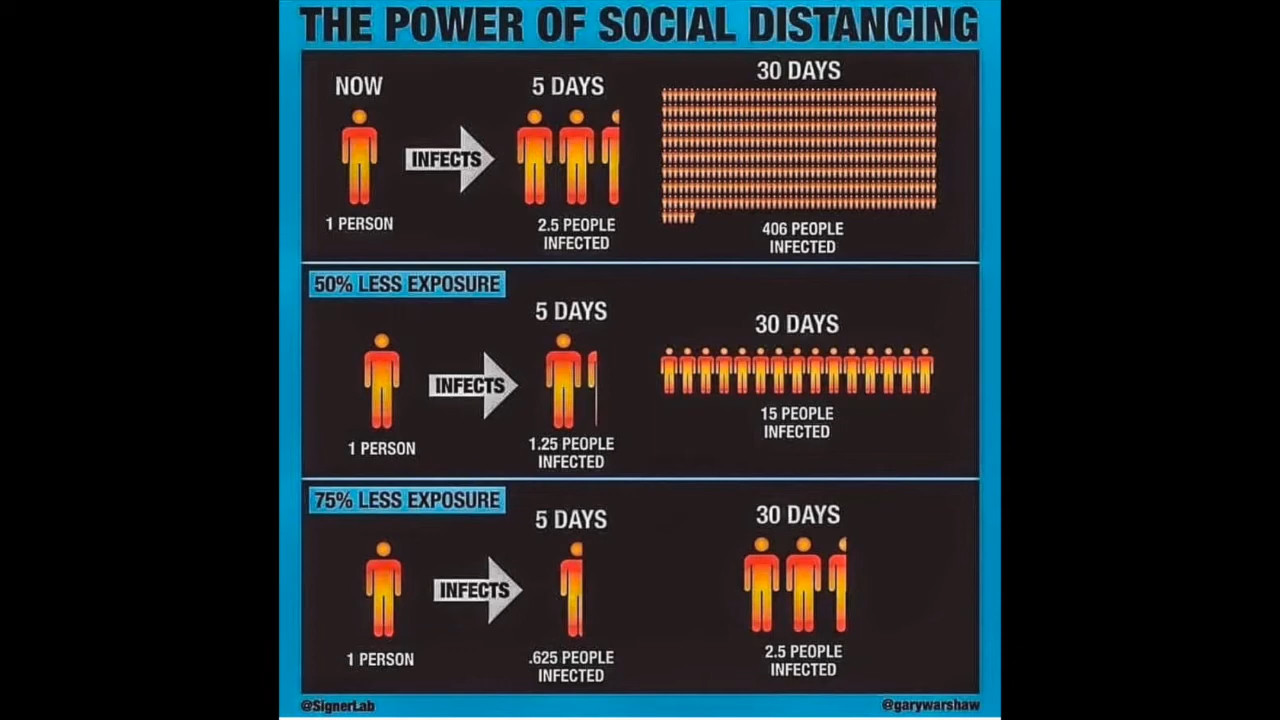 THE POWER OF SOCIAL DISTANCING
NOW
5 DAYS
30 DAYS
INFECTS
1 PERSON
2.5 PEOPLE
INFECTED
406 PEOPLE
INFECTED
50% LESS EXPOSURE
5 DAYS
30 DAYS
INFECTS
1 PERSON
1.25 PEOPLE
INFECTED
15 PEOPLE
INFECTED
75% LESS EXPOSURE
5 DAYS
30 DAYS
INFECTS
1 PERSON
.625 PEOPLE
INFECTED
2.5 PEOPLE
INFECTED
@SignerLab
@garywarshaw